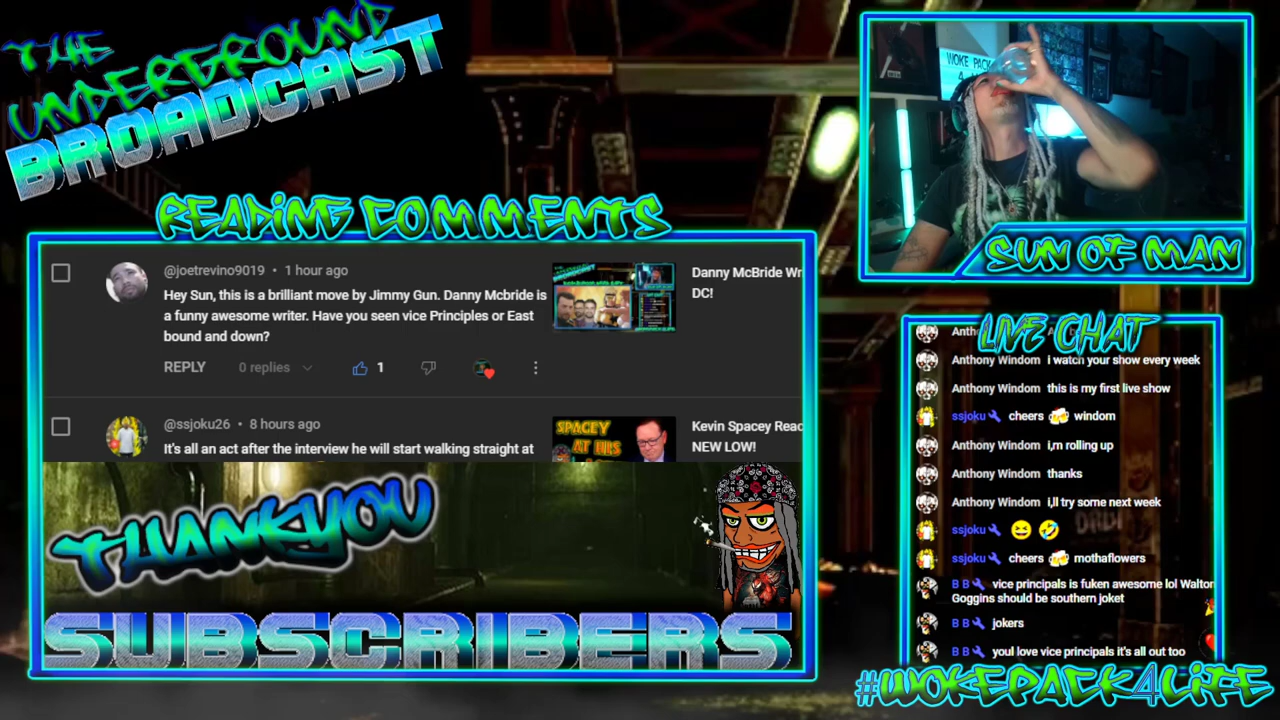 THE
UNDERGROUND
BROADCAST
READING COMMENTS
@joetrevino9019 • 1 hour ago
Hey Sun, this is a brilliant move by Jimmy Gun. Danny Mcbride is
a funny awesome writer. Have you seen vice Principles or East
bound and down?
REPLY 0 replies 1
Danny McBride Wr
DC!
@ssjoku26 • 8 hours ago
It's all an act after the interview he will start walking straight at
SPACEY
AT HIS
Kevin Spacey Reac
NEW LOW!
THANKYOU
SUBSCRIBERS
WOKE PACK
4
SUN OF MAN
LIVE CHAT
Anth
Anthony Windom i watch your show every week
Anthony Windom this is my first live show
ssjoku cheers 🍻 windom
Anthony Windom i,m rolling up
Anthony Windom thanks
Anthony Windom i,ll try some next week
ssjoku 😆 🤣
ssjoku cheers 🍻 mothaflowers
B B vice principals is fuken awesome lol Walton
Goggins should be southern joket
B B jokers
B B youl love vice principals it's all out too
#WOKEPACK4LIFE